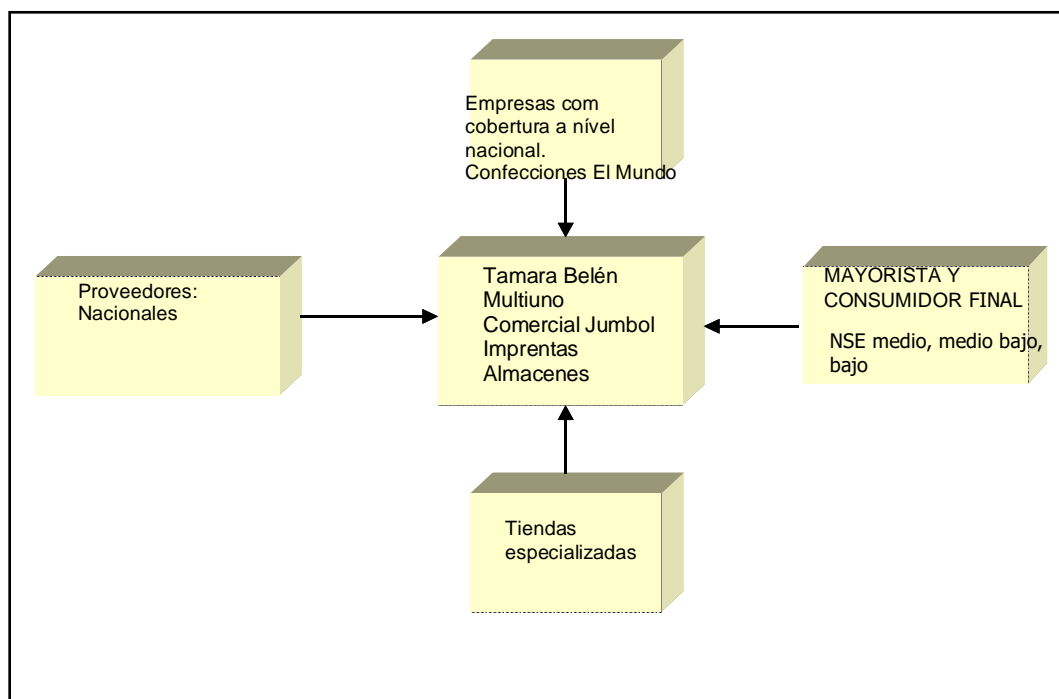 Empresas com
cobertura a nível
nacional.
Confecciones El Mundo
Proveedores:
Nacionales
Tamara Belén
Multiuno
Comercial Jumbol
Imprentas
Almacenes
MAYORISTA Y
CONSUMIDOR FINAL
NSE medio, medio bajo,
bajo
Tiendas
especializadas